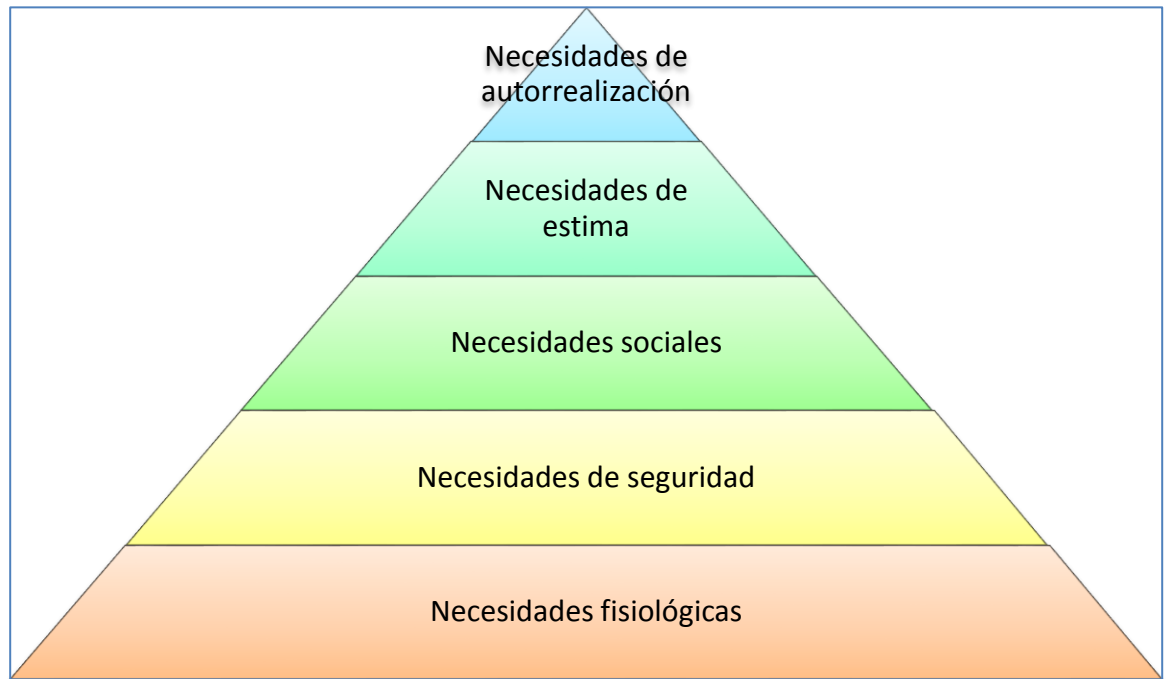 Necesidades de
autorrealización
Necesidades de
estima
Necesidades sociales
Necesidades de seguridad
Necesidades fisiológicas